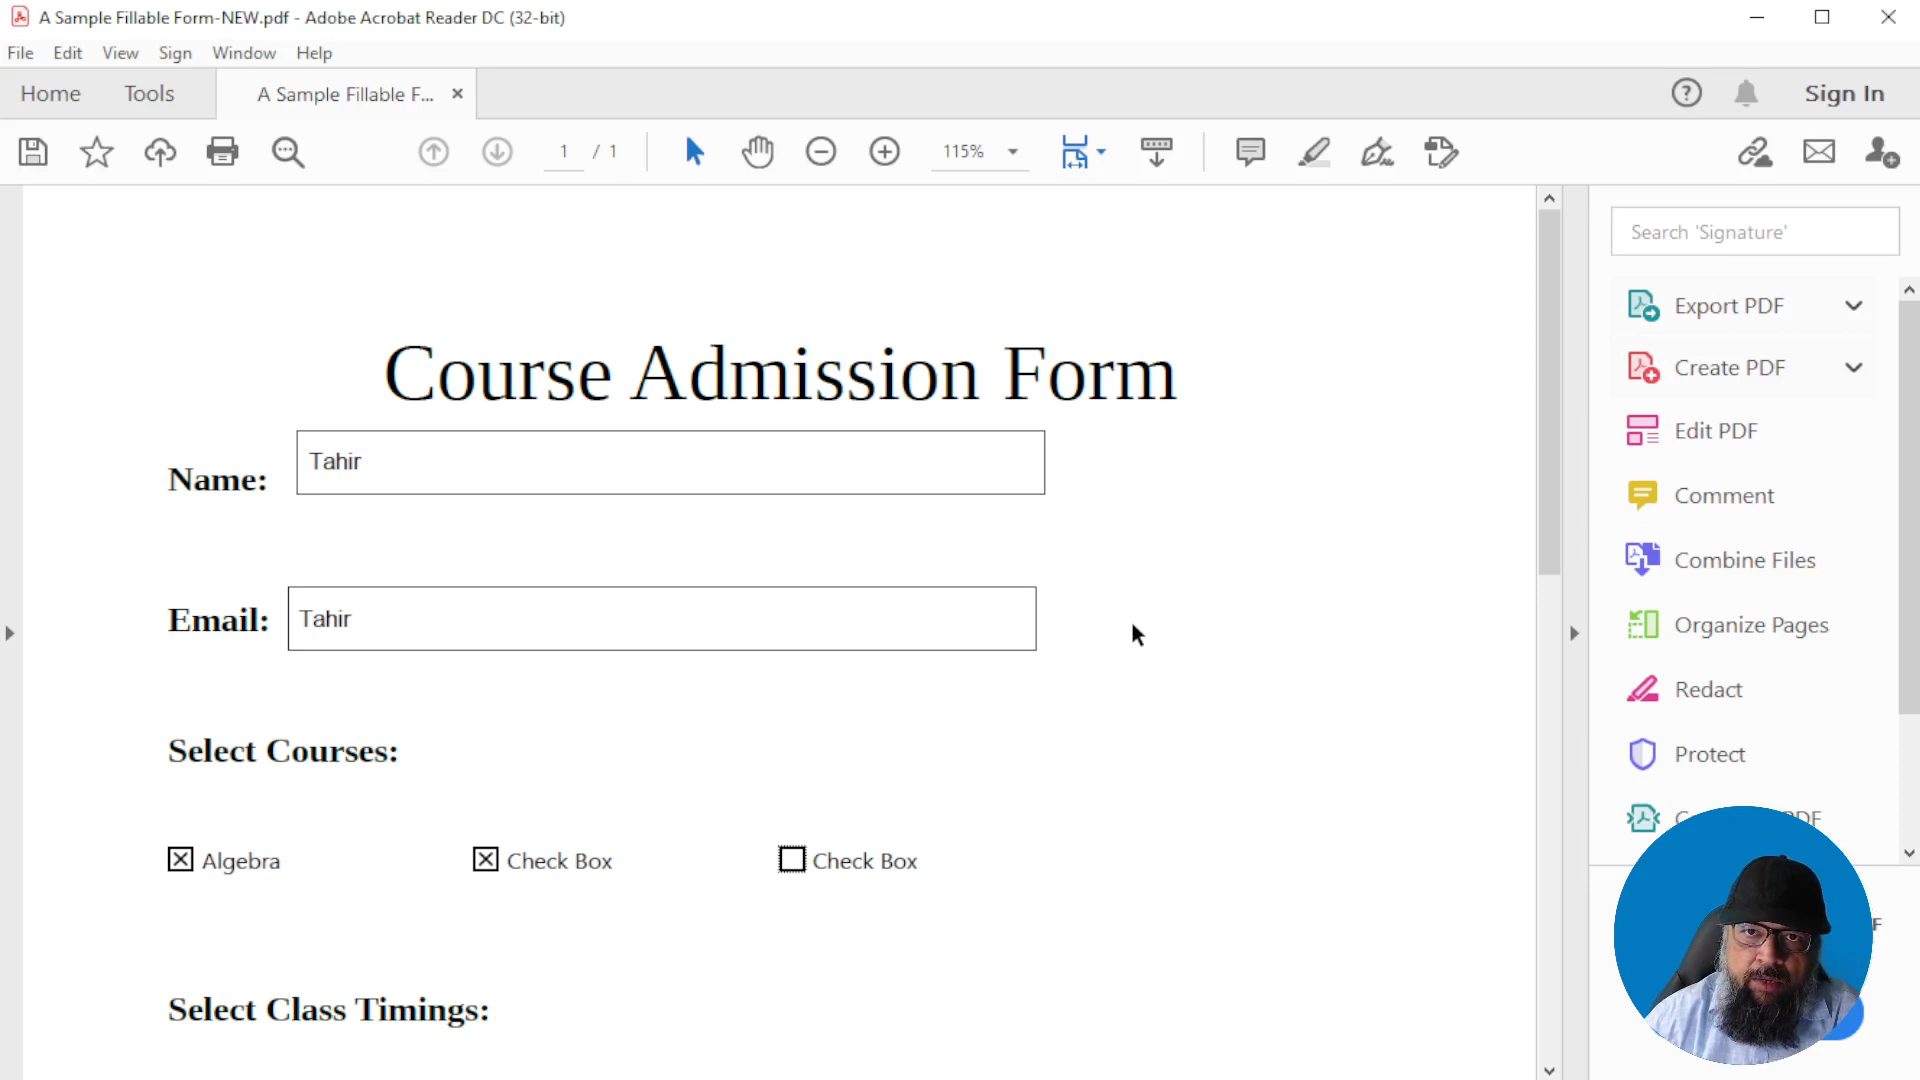 A Sample Fillable Form-NEW.pdf - Adobe Acrobat Reader DC (32-bit)
File Edit View Sign Window Help
Home Tools A Sample Fillable F... Sign In
1 / 1 115%
Search 'Signature'
Export PDF
Create PDF
Edit PDF
Comment
Combine Files
Organize Pages
Redact
Protect
Course Admission Form
Name: Tahir
Email: Tahir
Select Courses:
Algebra Check Box Check Box
Select Class Timings: